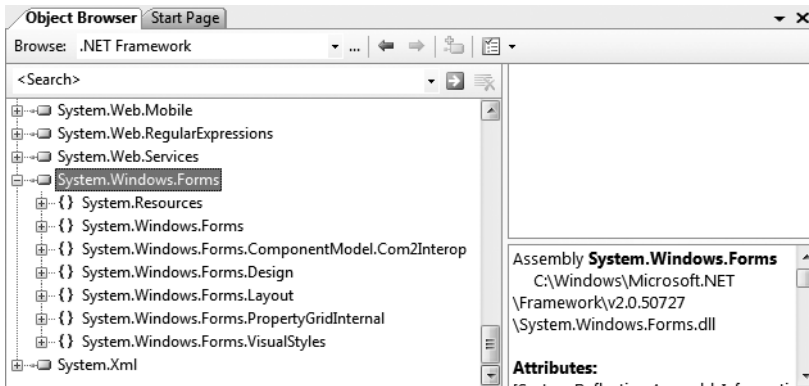 Object Browser Start Page
Browse: .NET Framework
...
<Search>
System.Web.Mobile
System.Web.RegularExpressions
System.Web.Services
System.Windows.Forms
{} System.Resources
{} System.Windows.Forms
{} System.Windows.Forms.ComponentModel.Com2Interop
{} System.Windows.Forms.Design
{} System.Windows.Forms.Layout
{} System.Windows.Forms.PropertyGridInternal
{} System.Windows.Forms.VisualStyles
System.Xml
Assembly System.Windows.Forms
C:\Windows\Microsoft.NET
\Framework\v2.0.50727
\System.Windows.Forms.dll
Attributes: